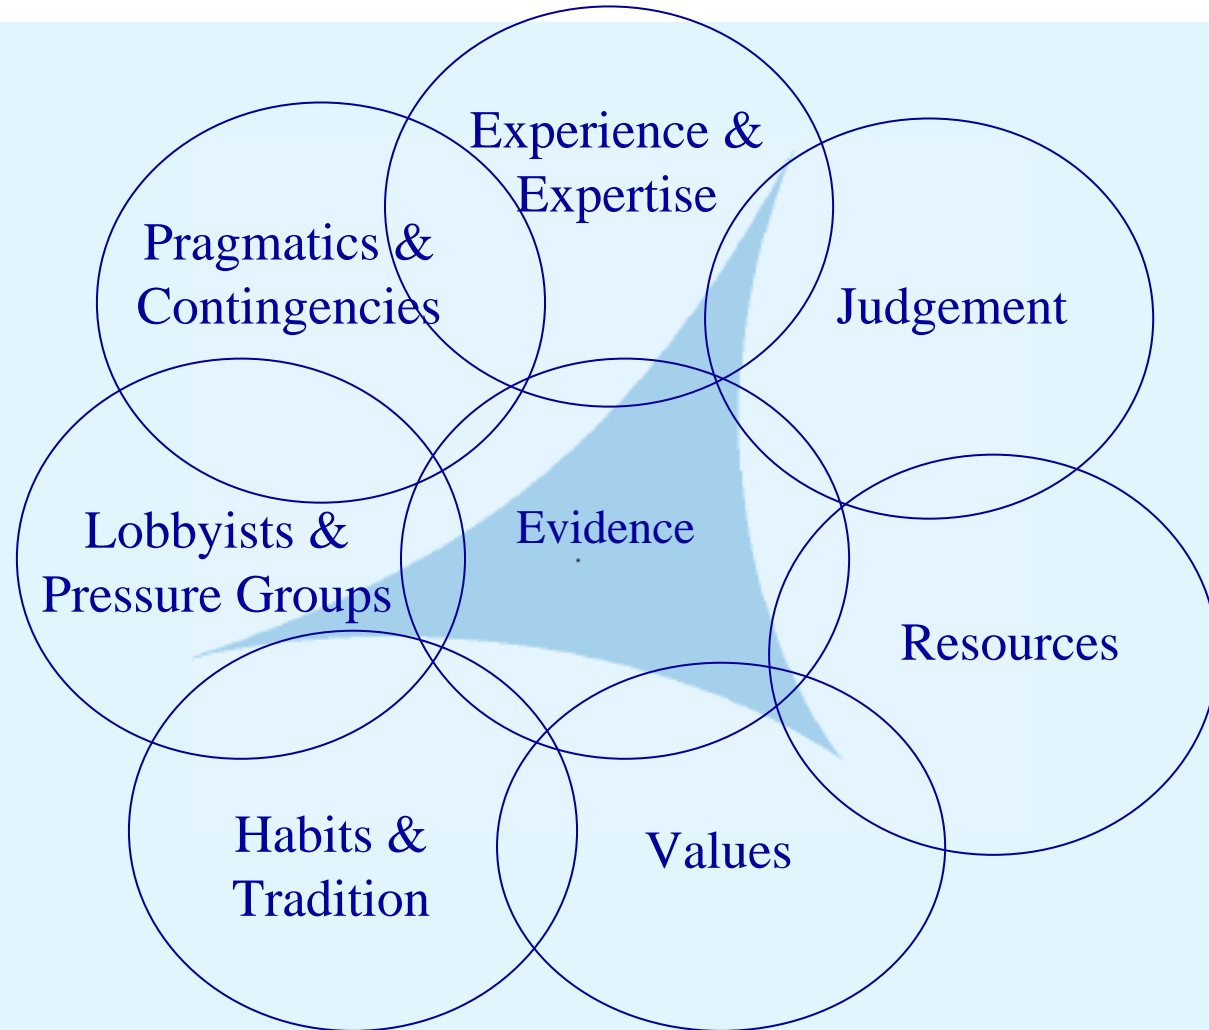 Experience &
Expertise
Pragmatics &
Contingencies
Judgement
Lobbyists &
Pressure Groups
Evidence
Resources
Habits &
Tradition
Values